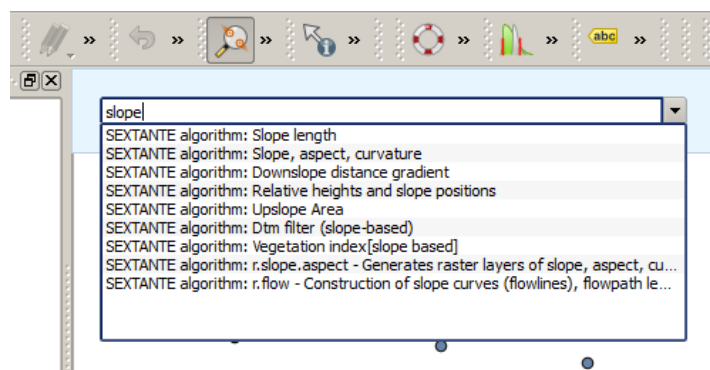 abc
slope
SEXTANTE algorithm: Slope length
SEXTANTE algorithm: Slope, aspect, curvature
SEXTANTE algorithm: Downslope distance gradient
SEXTANTE algorithm: Relative heights and slope positions
SEXTANTE algorithm: Upslope Area
SEXTANTE algorithm: Dtm filter (slope-based)
SEXTANTE algorithm: Vegetation index[slope based]
SEXTANTE algorithm: r.slope.aspect - Generates raster layers of slope, aspect, cu...
SEXTANTE algorithm: r.flow - Construction of slope curves (flowlines), flowpath le...